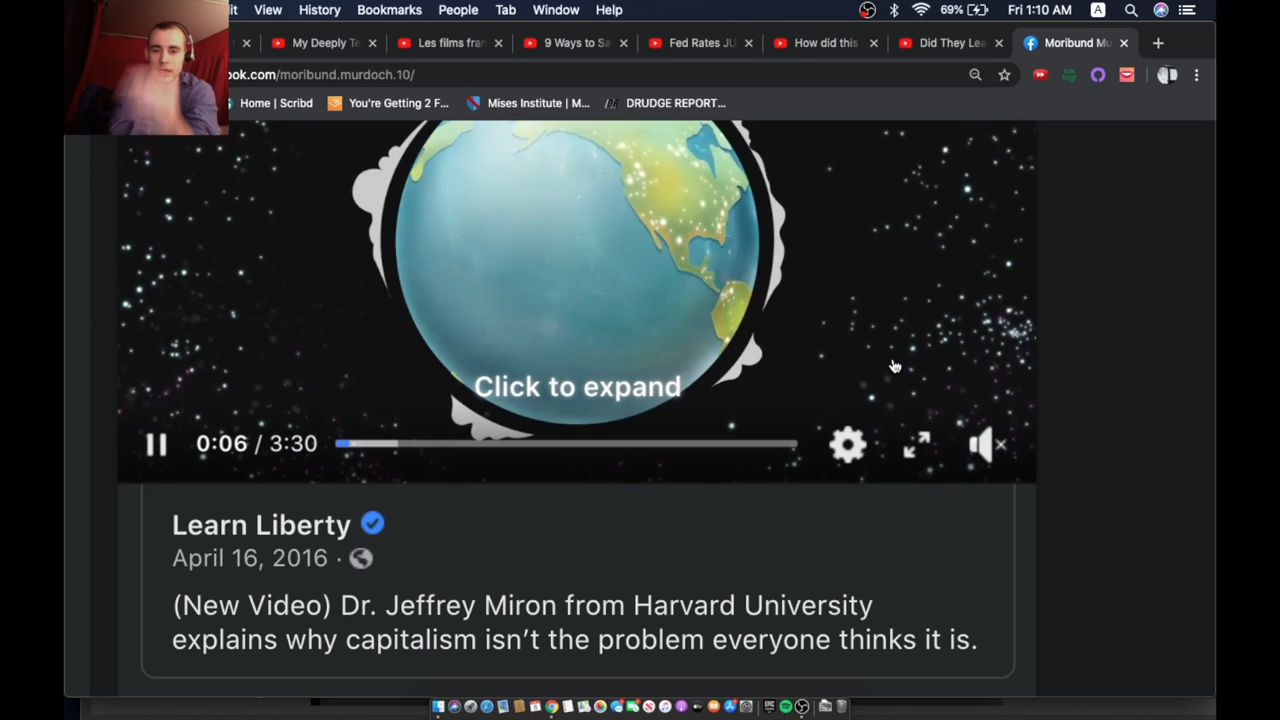 it View History Bookmarks People Tab Window Help 69% Fri 1:10 AM A
t My Deeply Te Les films fran 9 Ways to Sa Fed Rates JU How did this Did They Lea Moribund Mu
ook.com/moribund.murdoch.10/
Home | Scribd You're Getting 2 F... Mises Institute | M... DRUDGE REPORT...
Click to expand
0:06 / 3:30
Learn Liberty
April 16, 2016 ·
(New Video) Dr. Jeffrey Miron from Harvard University
explains why capitalism isn't the problem everyone thinks it is.